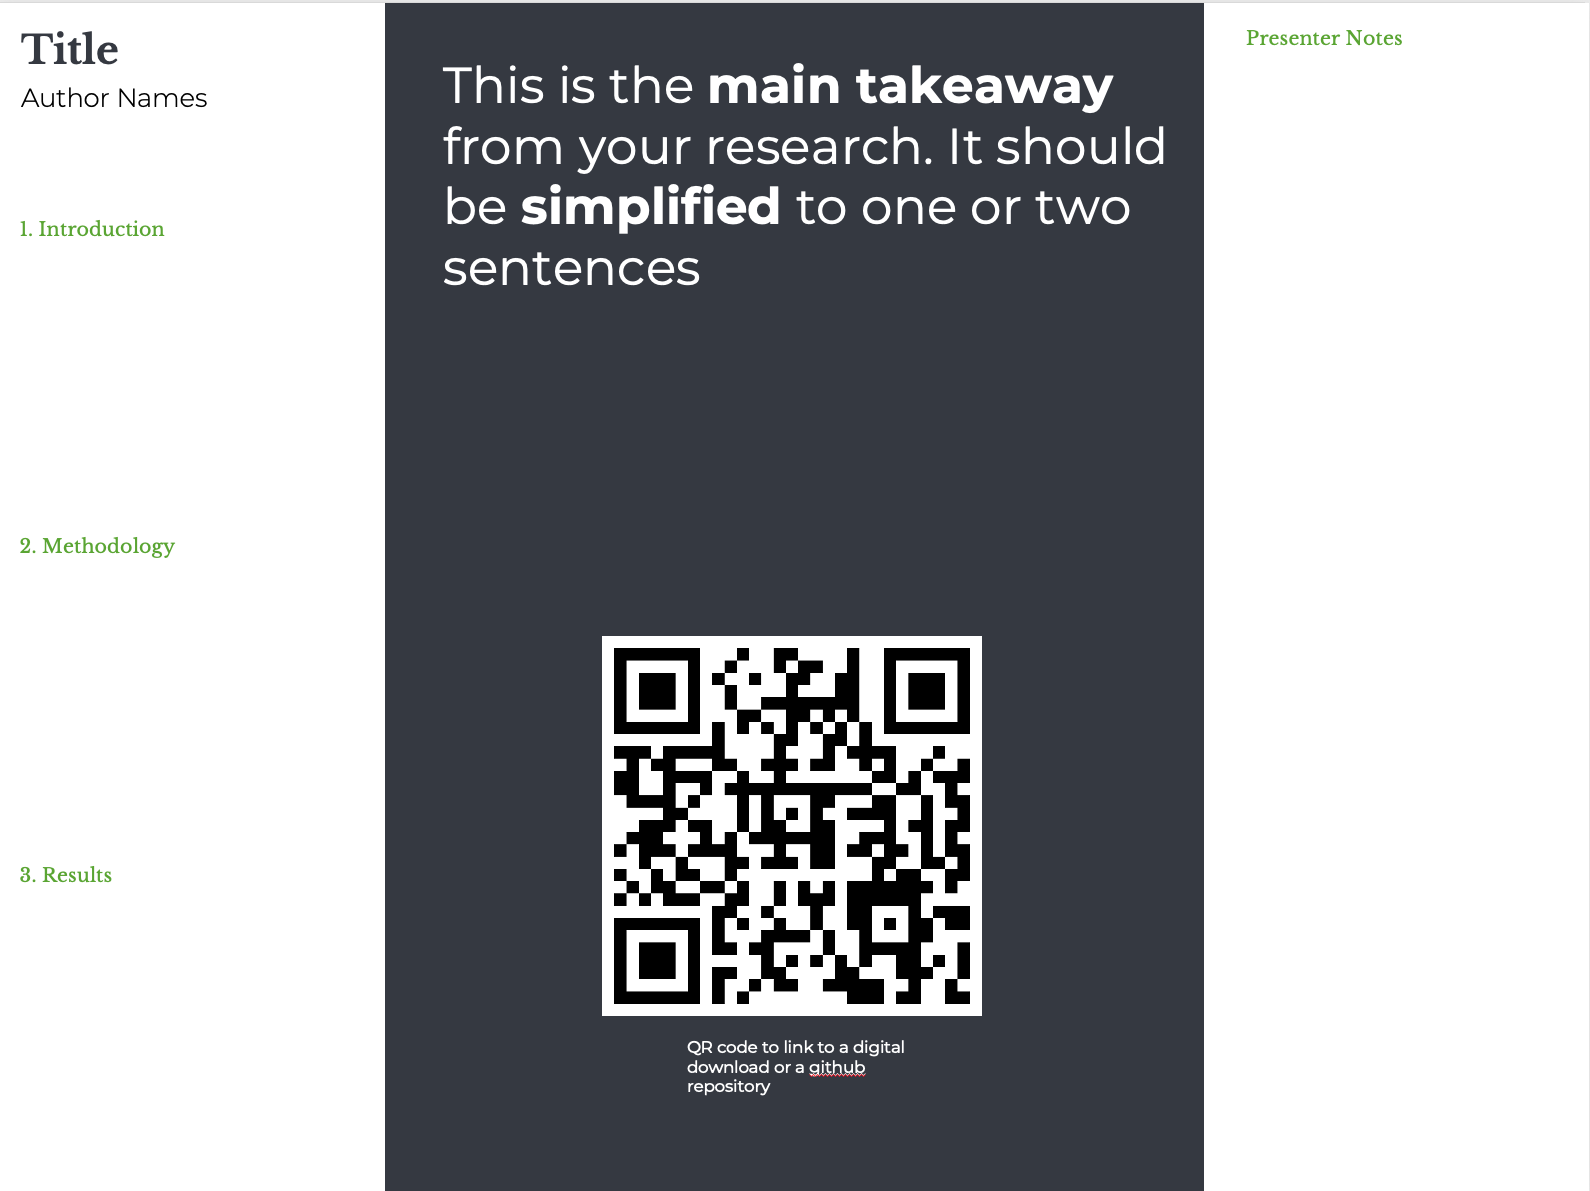 Title
Author Names
1. Introduction
2. Methodology
3. Results
This is the main takeaway
from your research. It should
be simplified to one or two
sentences
QR code to link to a digital
download or a github
repository
Presenter Notes